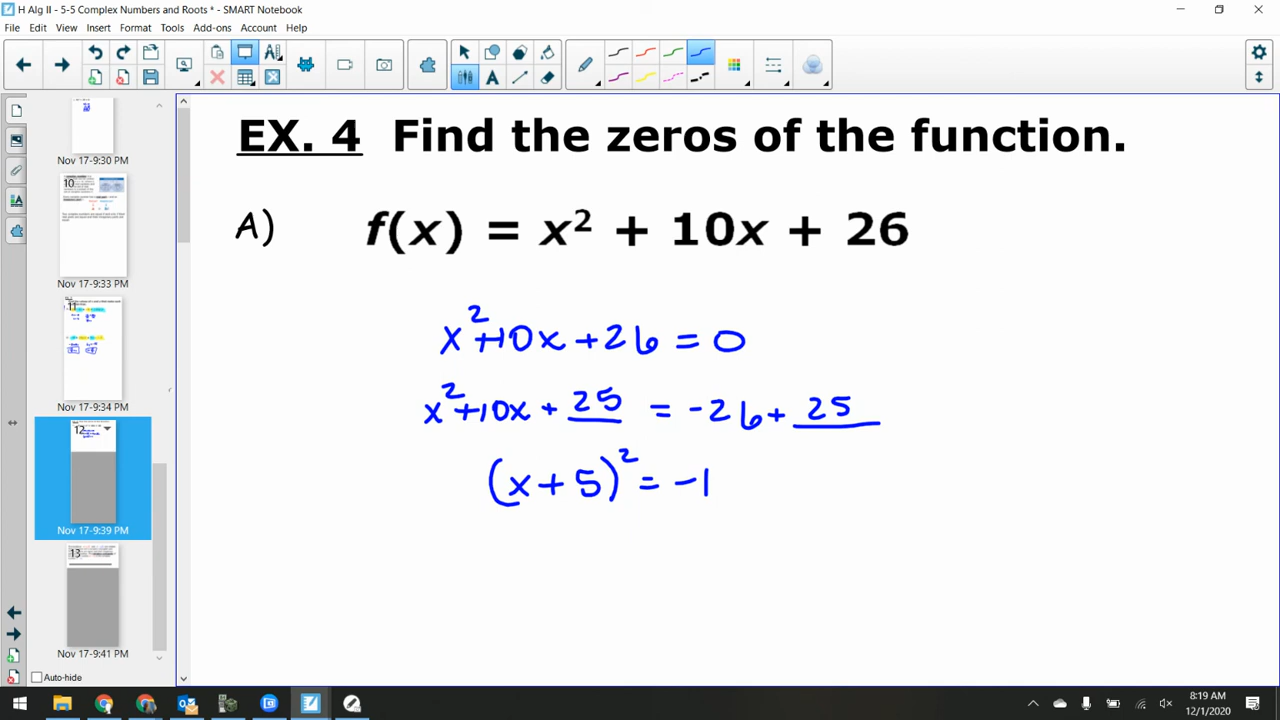 H Alg II - 5-5 Complex Numbers and Roots * - SMART Notebook
File Edit View Insert Format Tools Add-ons Account Help
EX. 4 Find the zeros of the function.
A) f(x) = x² + 10x + 26
x² + 10x + 26 = 0
x² + 10x + 25 = -26 + 25
(x + 5)² = -1
Nov 17-9:30 PM
10
Nov 17-9:33 PM
11
Nov 17-9:34 PM
12
Nov 17-9:39 PM
13
Nov 17-9:41 PM
Auto-hide
8:19 AM
12/1/2020